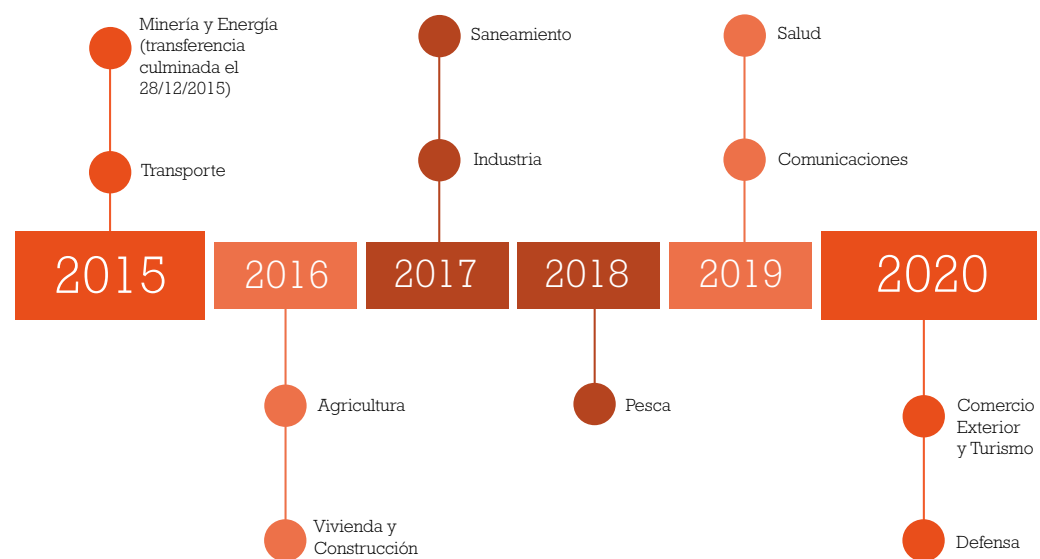 Minería y Energía
(transferencia
culminada el
28/12/2015)
Transporte
Saneamiento
Industria
Salud
Comunicaciones
2015
2016
2017
2018
2019
2020
Agricultura
Vivienda y
Construcción
Pesca
Comercio
Exterior
y Turismo
Defensa